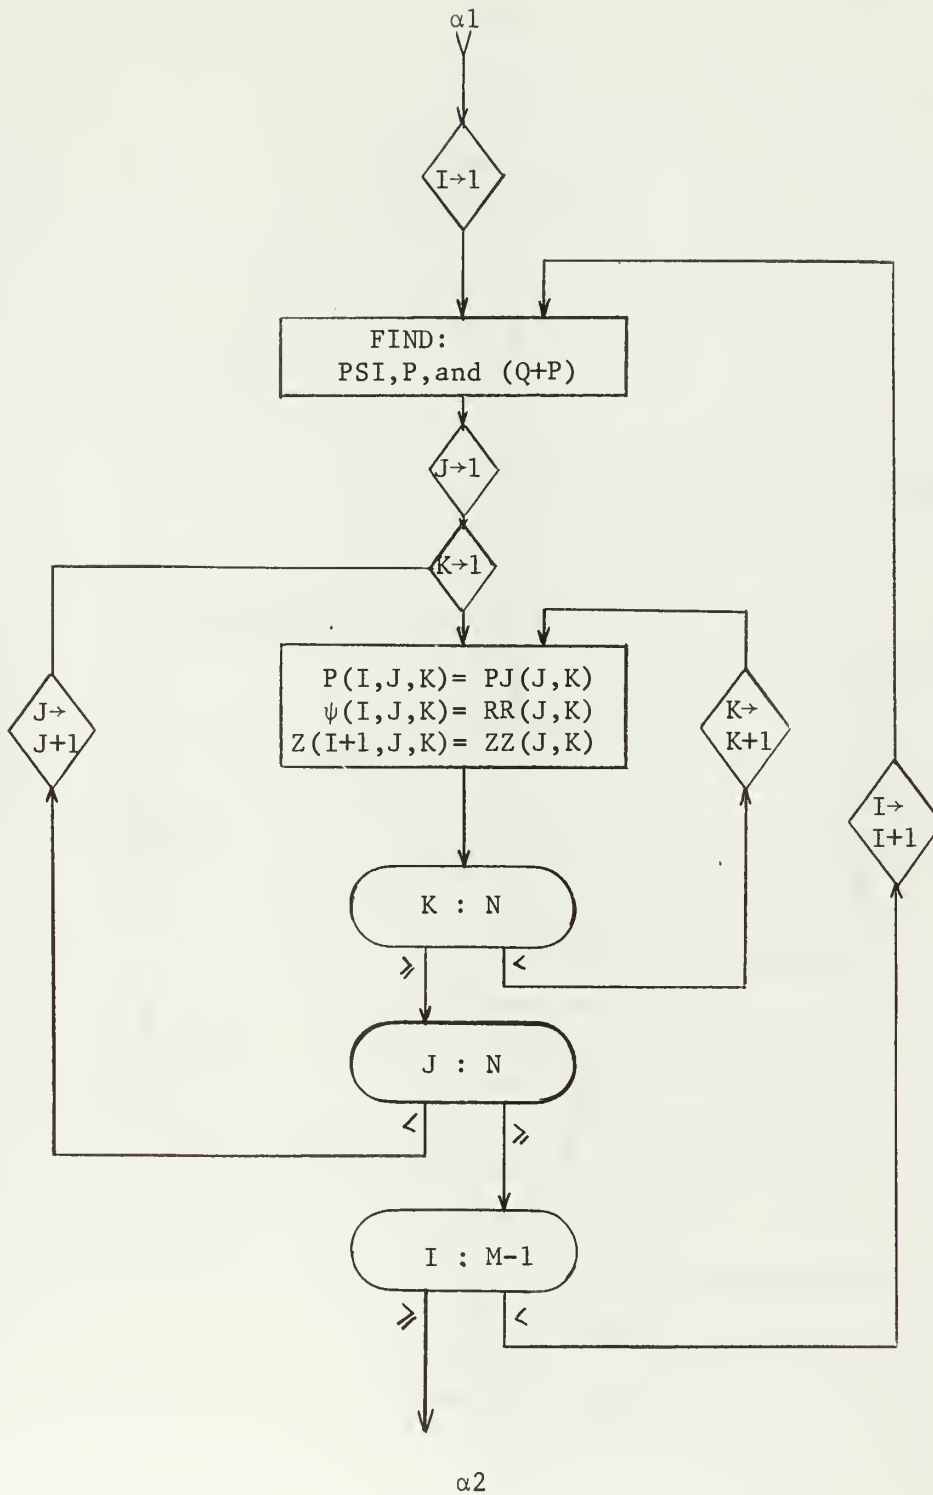 α1
I→1
FIND:
PSI,P,and (Q+P)
J→1
K→1
P(I,J,K)= PJ(J,K)
ψ(I,J,K)= RR(J,K)
Z(I+1,J,K)= ZZ(J,K)
J→
J+1
K→
K+1
I→
I+1
K : N
⩾ <
J : N
< ⩾
I : M-1
⩾ <
α2